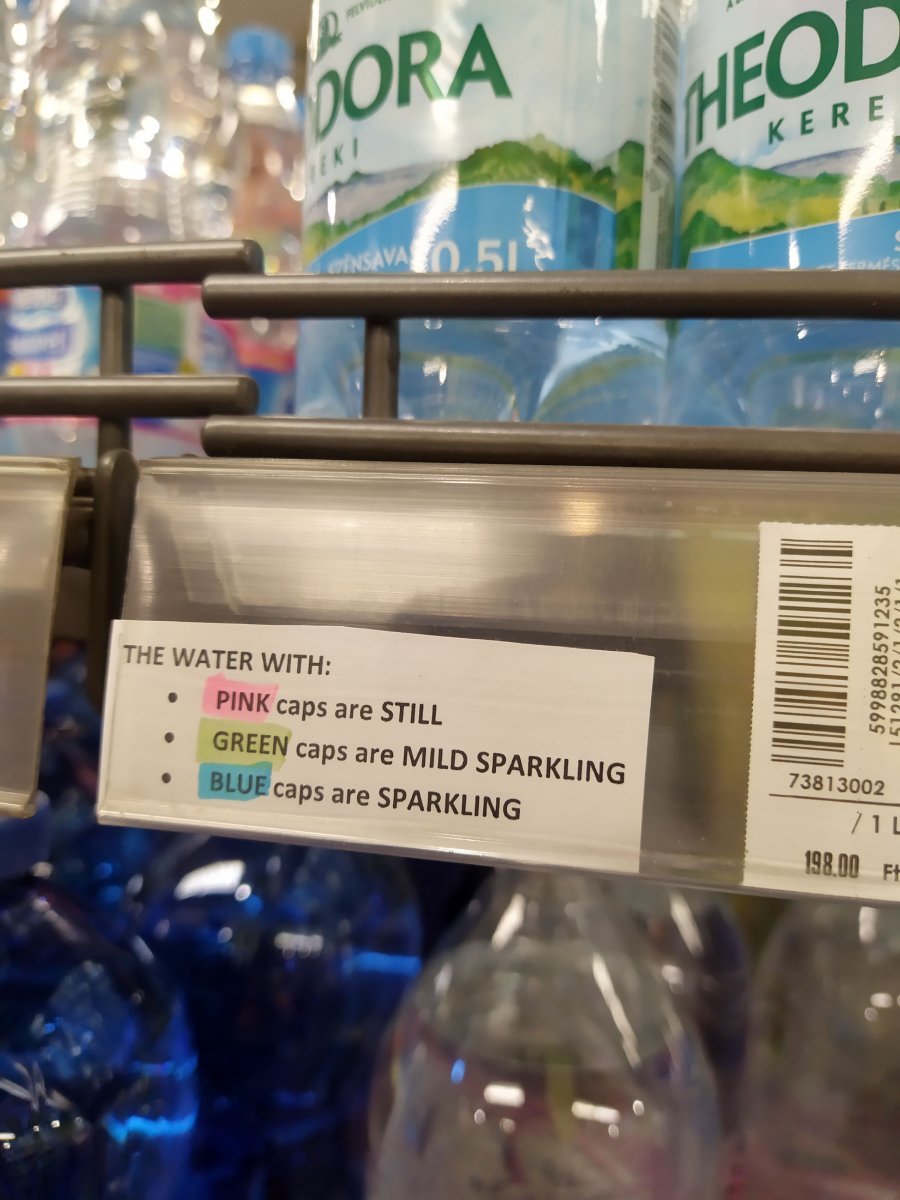 DORA
EKI
0.5L
THEOD
KERE
THE WATER WITH:
• PINK caps are STILL
• GREEN caps are MILD SPARKLING
• BLUE caps are SPARKLING
5998828591235
73813002
/ 1 L
198.00 Ft